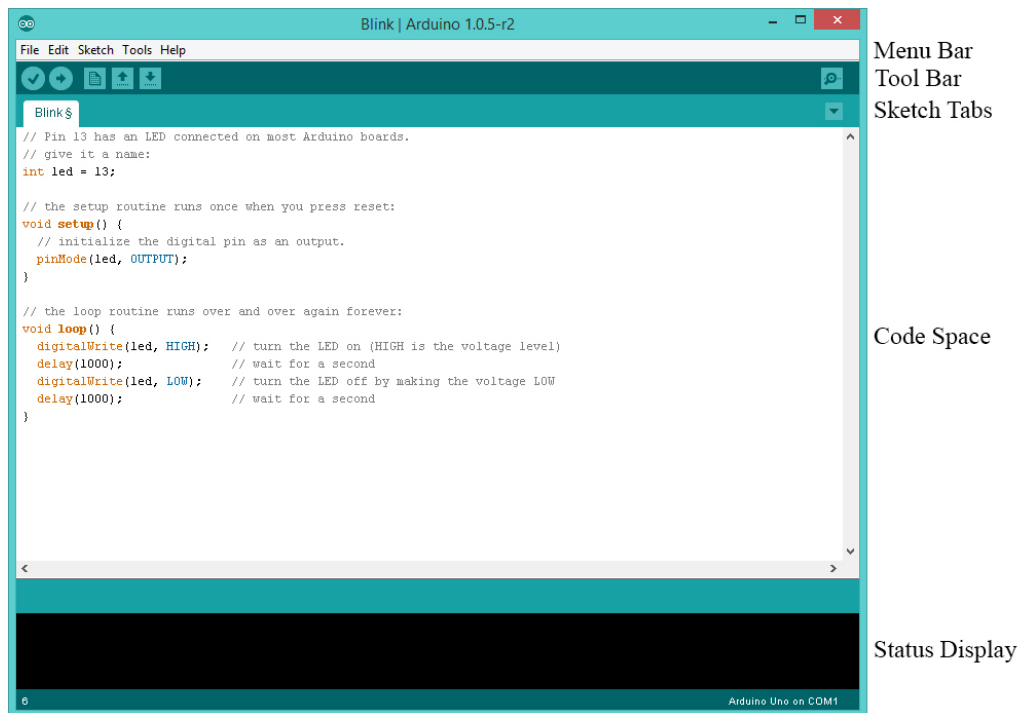 Blink | Arduino 1.0.5-r2
File Edit Sketch Tools Help
Menu Bar
Tool Bar
Blink §
Sketch Tabs
// Pin 13 has an LED connected on most Arduino boards.
// give it a name:
int led = 13;
// the setup routine runs once when you press reset:
void setup() {
// initialize the digital pin as an output.
pinMode(led, OUTPUT);
}
// the loop routine runs over and over again forever:
void loop() {
digitalWrite(led, HIGH); // turn the LED on (HIGH is the voltage level)
delay(1000); // wait for a second
digitalWrite(led, LOW); // turn the LED off by making the voltage LOW
delay(1000); // wait for a second
}
Code Space
Status Display
6
Arduino Uno on COM1